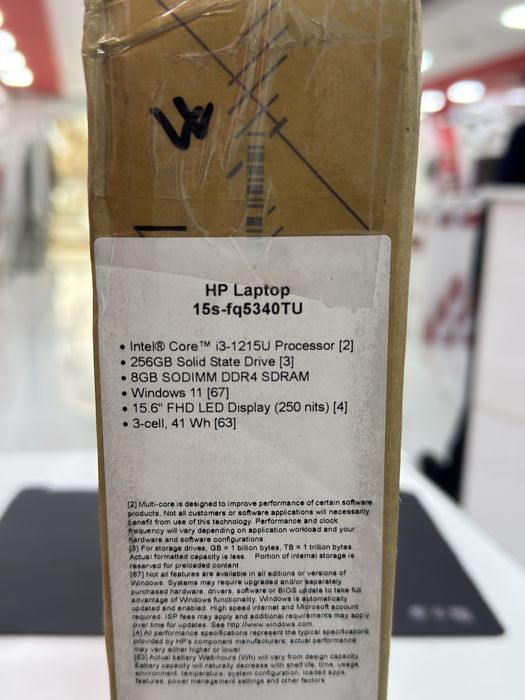 HP Laptop
15s-fq5340TU
• Intel® Core™ i3-1215U Processor [2]
• 256GB Solid State Drive [3]
• 8GB SODIMM DDR4 SDRAM
• Windows 11 [67]
• 15.6" FHD LED Display (250 nits) [4]
• 3-cell, 41 Wh [63]
[2] Multi-core is designed to improve performance of certain software
products. Not all customers or software applications will necessarily
benefit from use of this technology. Performance and clock
frequency will vary depending on application workload and your
hardware and software configurations.
[3] For storage drives, GB = 1 billion bytes, TB = 1 trillion bytes.
Actual formatted capacity is less. Portion of internal storage is
reserved for preloaded content.
[67] Not all features are available in all editions or versions of
Windows. Systems may require upgraded and/or separately
purchased hardware, drivers, software or BIOS update to take full
advantage of Windows functionality. Windows is automatically
updated and enabled. High speed internet and Microsoft account
required. ISP fees may apply and additional requirements may apply
over time for updates. See http://www.windows.com.
[4] All performance specifications represent the typical specifications
provided by HP's component manufacturers; actual performance
may vary either higher or lower.
[63] Actual battery Watt-hours (Wh) will vary from design capacity.
Battery capacity will naturally decrease with shelf life, time, usage,
environment, temperature, system configuration, loaded apps,
features, power management settings and other factors.